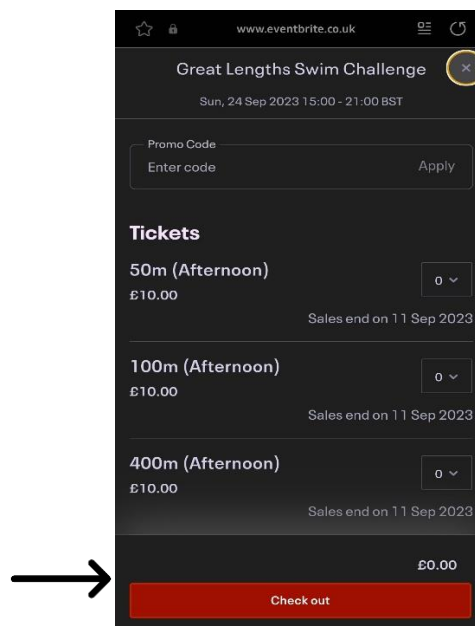 www.eventbrite.co.uk
Great Lengths Swim Challenge
Sun, 24 Sep 2023 15:00 - 21:00 BST
Promo Code
Enter code Apply
Tickets
50m (Afternoon)
0
£10.00
Sales end on 11 Sep 2023
100m (Afternoon)
0
£10.00
Sales end on 11 Sep 2023
400m (Afternoon)
0
£10.00
Sales end on 11 Sep 2023
£0.00
Check out